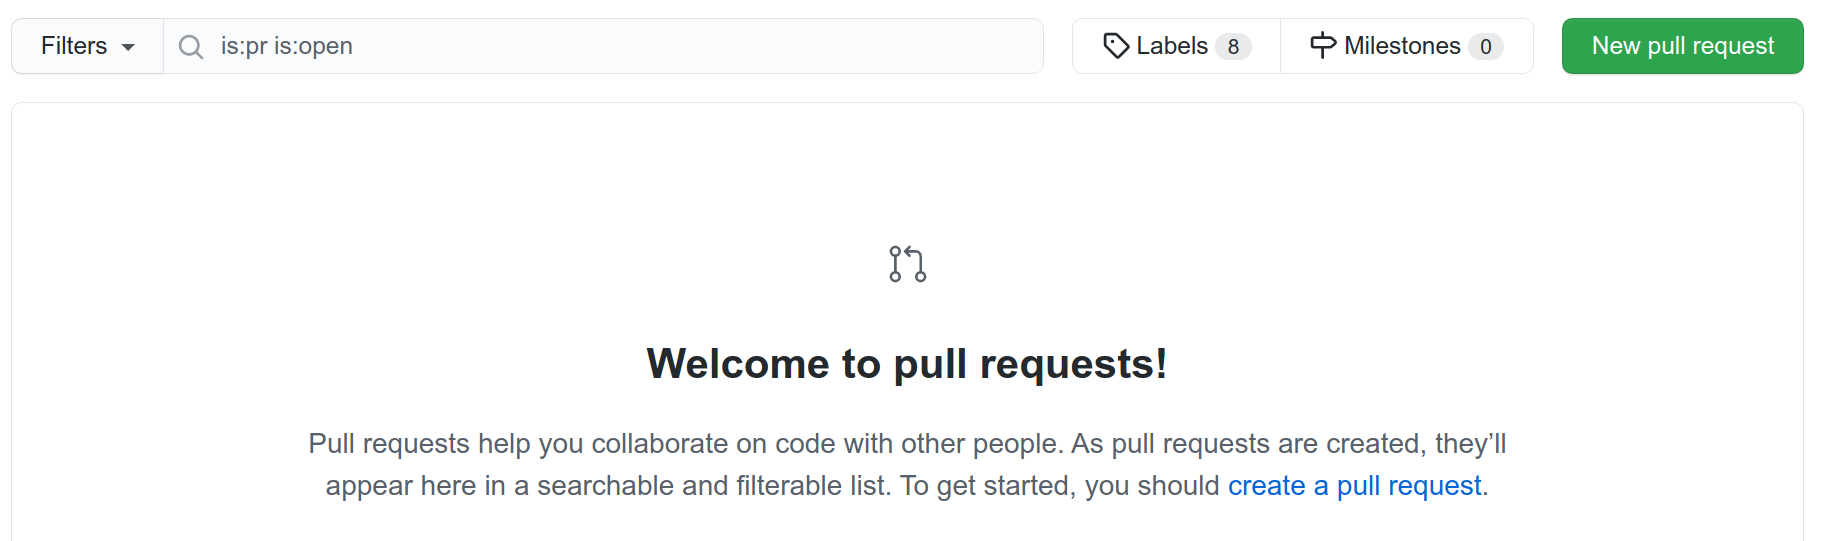 Filters is:pr is:open Labels 8 Milestones 0 New pull request
Welcome to pull requests!
Pull requests help you collaborate on code with other people. As pull requests are created, they’ll
appear here in a searchable and filterable list. To get started, you should create a pull request.